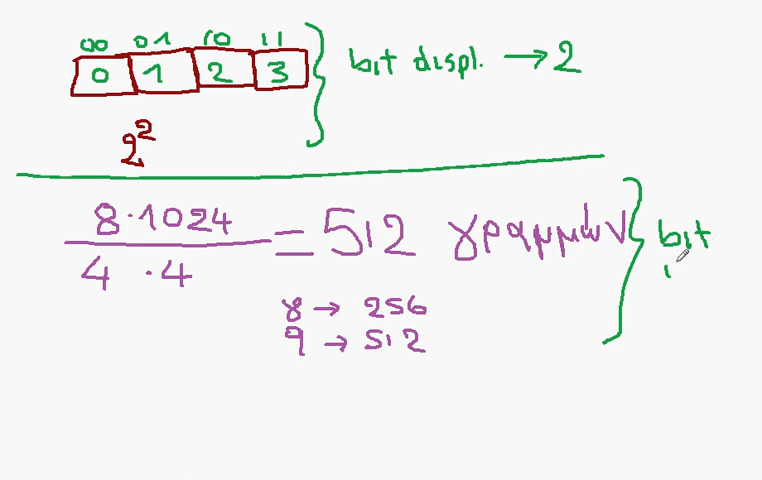 00 01 10 11
0 1 2 3
bit displ. → 2
2²
8·1024
4 ·4
= 512 γραμμών
bit
8 → 256
9 → 512